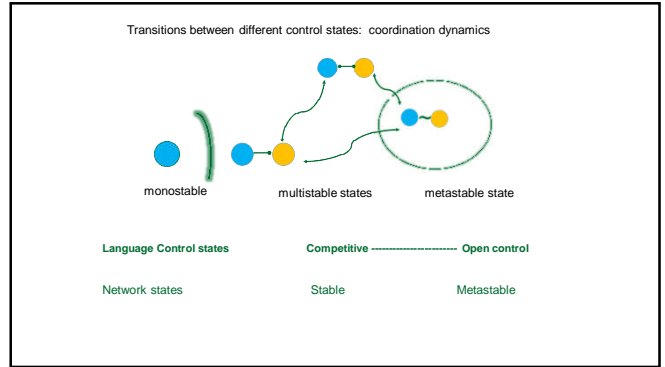 Transitions between different control states: coordination dynamics
monostable multistable states metastable state
Language Control states Competitive ------------------------ Open control
Network states Stable Metastable